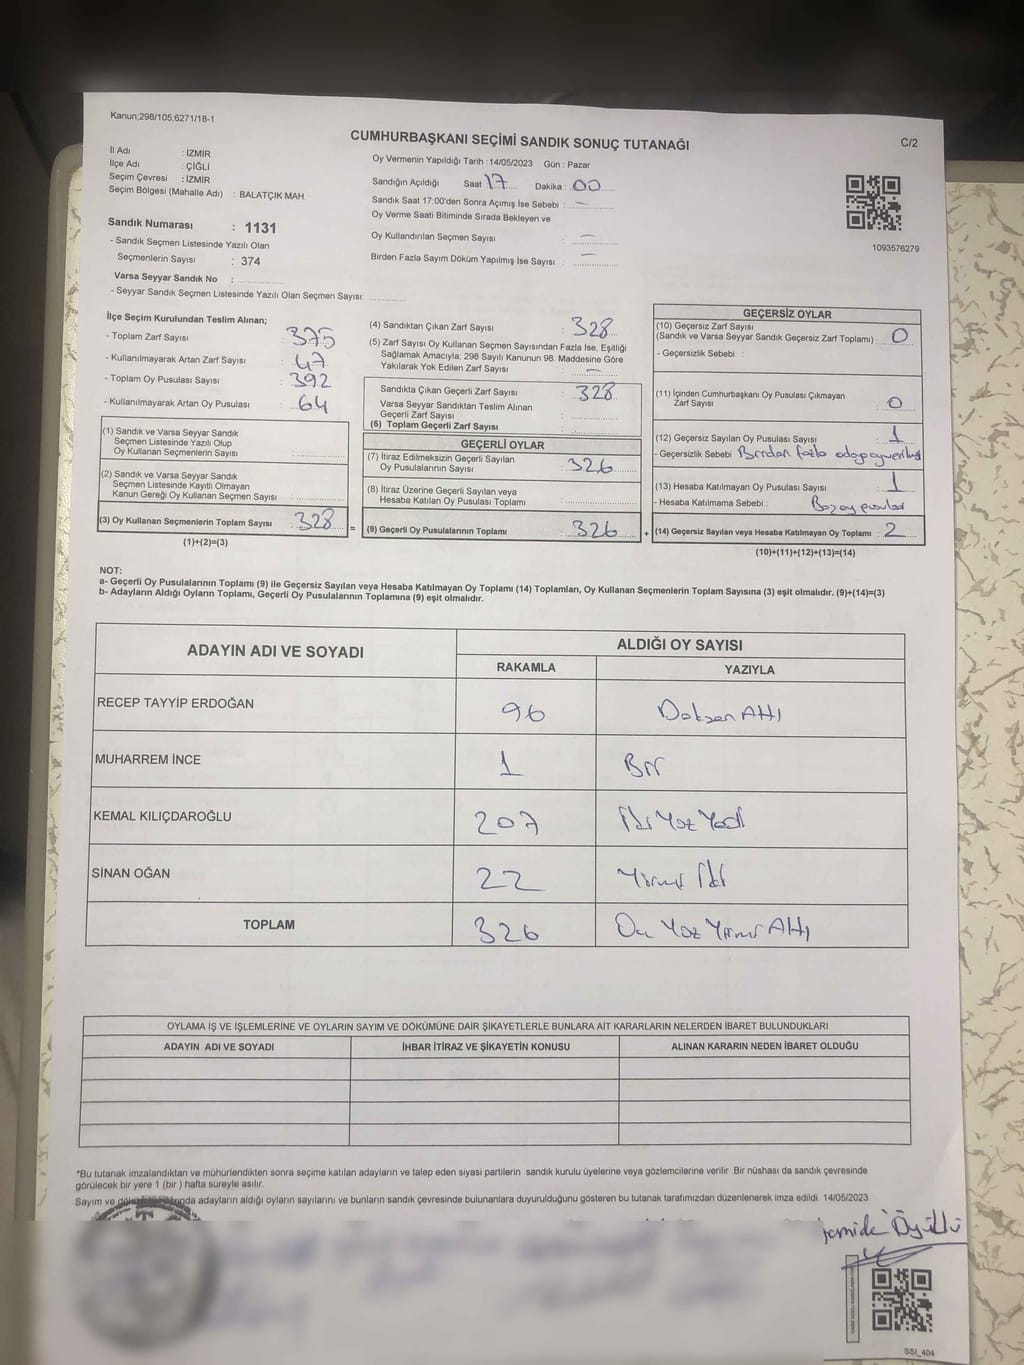 Kanun;298/105,6271/18-1
CUMHURBAŞKANI SEÇİMİ SANDIK SONUÇ TUTANAĞI
C/2
İl Adı : İZMİR
İlçe Adı : ÇİĞLİ
Seçim Çevresi : İZMİR
Seçim Bölgesi (Mahalle Adı) : BALATÇIK MAH.
Oy Vermenin Yapıldığı Tarih : 14/05/2023 Gün : Pazar
Sandığın Açıldığı Saat 17 Dakika : 00
Sandık Saat 17:00'den Sonra Açımış İse Sebebi : —
Oy Verme Saati Bitiminde Sırada Bekleyen ve
Oy Kullandırılan Seçmen Sayısı : —
Birden Fazla Sayım Döküm Yapılmış İse Sayısı : —
1093576279
Sandık Numarası : 1131
- Sandık Seçmen Listesinde Yazılı Olan
Seçmenlerin Sayısı : 374
Varsa Seyyar Sandık No :
- Seyyar Sandık Seçmen Listesinde Yazılı Olan Seçmen Sayısı:
İlçe Seçim Kurulundan Teslim Alınan;
- Toplam Zarf Sayısı : 375
- Kullanılmayarak Artan Zarf Sayısı : 47
- Toplam Oy Pusulası Sayısı : 392
- Kullanılmayarak Artan Oy Pusulası : 64
(1) Sandık ve Varsa Seyyar Sandık
Seçmen Listesinde Yazılı Olup
Oy Kullanan Seçmenlerin Sayısı :
(2) Sandık ve Varsa Seyyar Sandık
Seçmen Listesinde Kayıtlı Olmayan
Kanun Gereği Oy Kullanan Seçmen Sayısı :
(3) Oy Kullanan Seçmenlerin Toplam Sayısı : 328 =
(1)+(2)=(3)
(4) Sandıktan Çıkan Zarf Sayısı : 328
(5) Zarf Sayısı Oy Kullanan Seçmen Sayısından Fazla İse, Eşitliği
Sağlamak Amacıyla; 298 Sayılı Kanunun 98. Maddesine Göre
Yakılarak Yok Edilen Zarf Sayısı : —
Sandıkta Çıkan Geçerli Zarf Sayısı : 328
Varsa Seyyar Sandıktan Teslim Alınan
Geçerli Zarf Sayısı :
(6) Toplam Geçerli Zarf Sayısı :
GEÇERLİ OYLAR
(7) İtiraz Edilmeksizin Geçerli Sayılan
Oy Pusulalarının Sayısı : 326
(8) İtiraz Üzerine Geçerli Sayılan veya
Hesaba Katılan Oy Pusulası Toplamı :
(9) Geçerli Oy Pusulalarının Toplamı : 326 +
GEÇERSİZ OYLAR
(10) Geçersiz Zarf Sayısı
(Sandık ve Varsa Seyyar Sandık Geçersiz Zarf Toplamı) : 0
- Geçersizlik Sebebi :
(11) İçinden Cumhurbaşkanı Oy Pusulası Çıkmayan
Zarf Sayısı : 0
(12) Geçersiz Sayılan Oy Pusulası Sayısı : 1
- Geçersizlik Sebebi Birden fazla
(13) Hesaba Katılmayan Oy Pusulası Sayısı : 1
- Hesaba Katılmama Sebebi :
(14) Geçersiz Sayılan veya Hesaba Katılmayan Oy Toplamı : 2
(10)+(11)+(12)+(13)=(14)
NOT:
a- Geçerli Oy Pusulalarının Toplamı (9) ile Geçersiz Sayılan veya Hesaba Katılmayan Oy Toplamı (14) Toplamları, Oy Kullanan Seçmenlerin Toplam Sayısına (3) eşit olmalıdır. (9)+(14)=(3)
b- Adayların Aldığı Oyların Toplamı, Geçerli Oy Pusulalarının Toplamına (9) eşit olmalıdır.
ADAYIN ADI VE SOYADI
ALDIĞI OY SAYISI
RAKAMLA YAZIYLA
RECEP TAYYİP ERDOĞAN 96 Doksan Altı
MUHARREM İNCE 1 Bir
KEMAL KILIÇDAROĞLU 207 İki Yüz Yedi
SİNAN OĞAN 22 Yirmi İki
TOPLAM 326 Üç Yüz Yirmi Altı
OYLAMA İŞ VE İŞLEMLERİNE VE OYLARIN SAYIM VE DÖKÜMÜNE DAİR ŞİKAYETLERLE BUNLARA AİT KARARLARIN NELERDEN İBARET BULUNDUKLARI
ADAYIN ADI VE SOYADI İHBAR İTİRAZ VE ŞİKAYETİN KONUSU ALINAN KARARIN NEDEN İBARET OLDUĞU
*Bu tutanak imzalandıktan ve mühürlendikten sonra seçime katılan adayların ve talep eden siyasi partilerin sandık kurulu üyelerine veya gözlemcilerine verilir .Bir nüshası da sandık çevresinde
görülecek bir yere 1 (bir ) hafta süreyle asılır.
Sayım ve dökümünda adayların aldığı oyların sayılarını ve bunların sandık çevresinde bulunanlara duyurulduğunu gösteren bu tutanak tarafımızdan düzenlenerek imza edildi. 14/05/2023
SSI_404